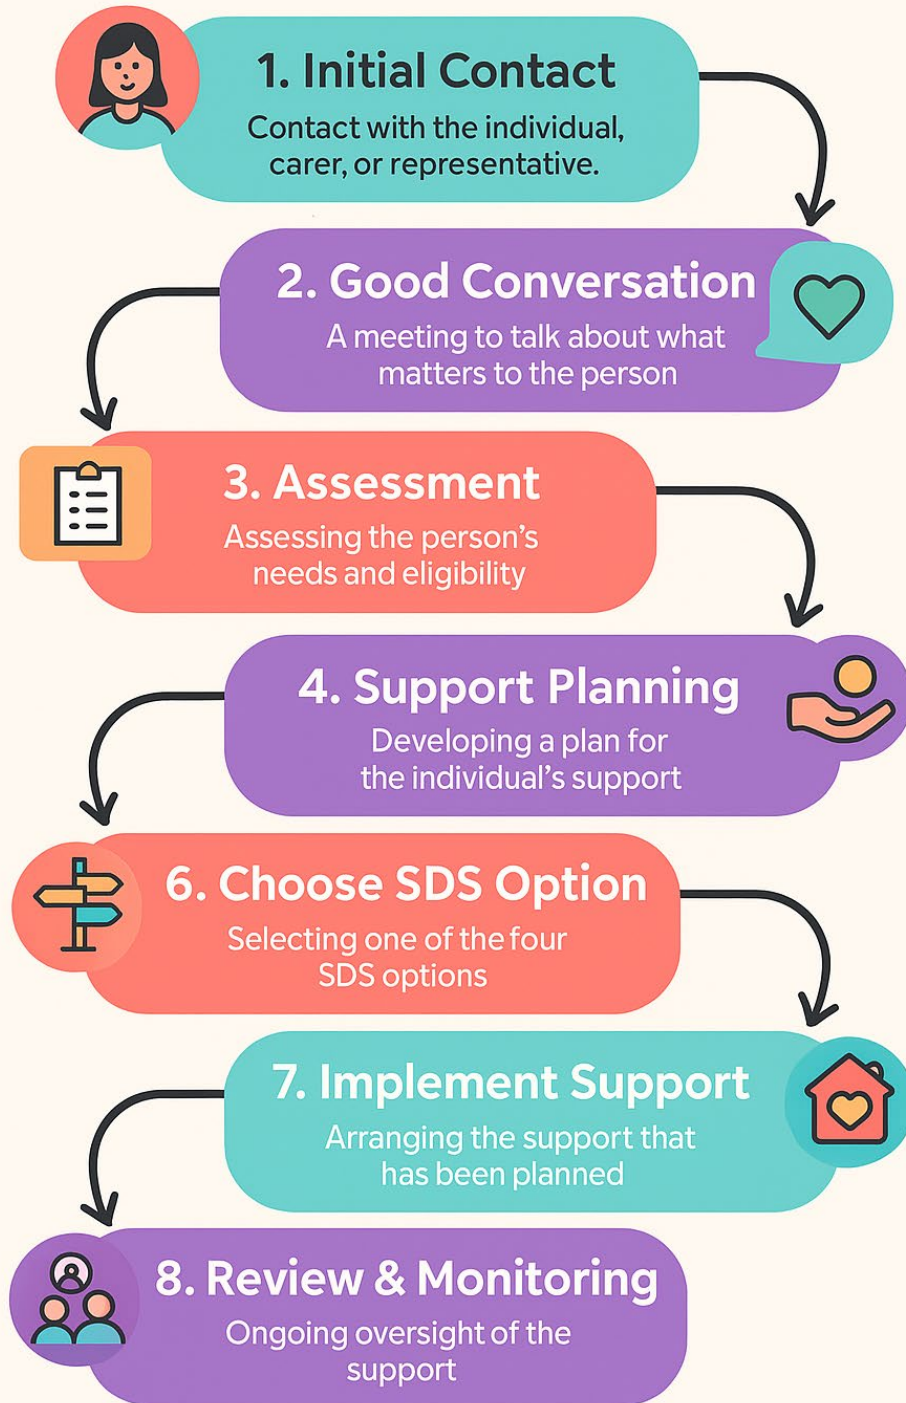 1. Initial Contact
Contact with the individual,
carer, or representative.
2. Good Conversation
A meeting to talk about what
matters to the person
3. Assessment
Assessing the person's
needs and eligibility
4. Support Planning
Developing a plan for
the individual's support
6. Choose SDS Option
Selecting one of the four
SDS options
7. Implement Support
Arranging the support that
has been planned
8. Review & Monitoring
Ongoing oversight of the
support